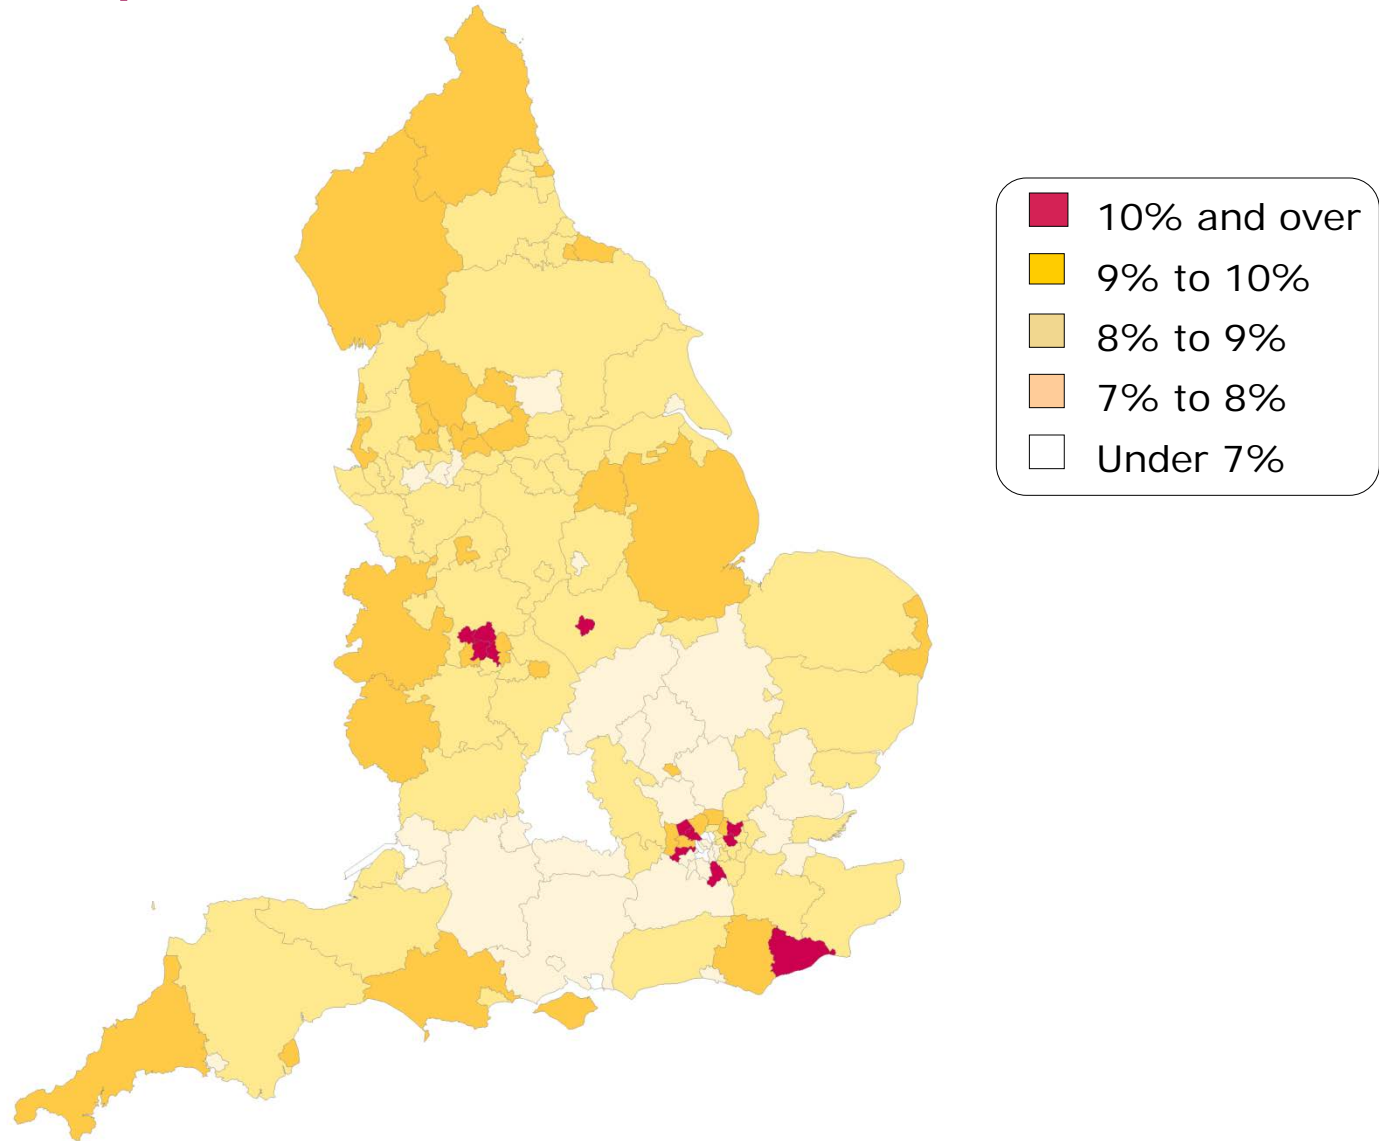 10% and over
9% to 10%
8% to 9%
7% to 8%
Under 7%